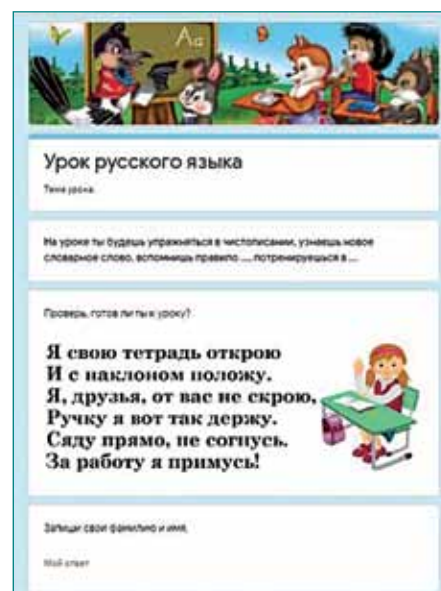 Aa
Урок русского языка
Тема урока.
На уроке ты будешь упражняться в чистописании, узнаешь новое
словарное слово, вспомнишь правило ..., потренируешься в ...
Проверь, готов ли ты к уроку?
Я свою тетрадь открою
И с наклоном положу.
Я, друзья, от вас не скрою,
Ручку я вот так держу.
Сяду прямо, не согнусь.
За работу я примусь!
Запиши свои фамилию и имя.
Мой ответ